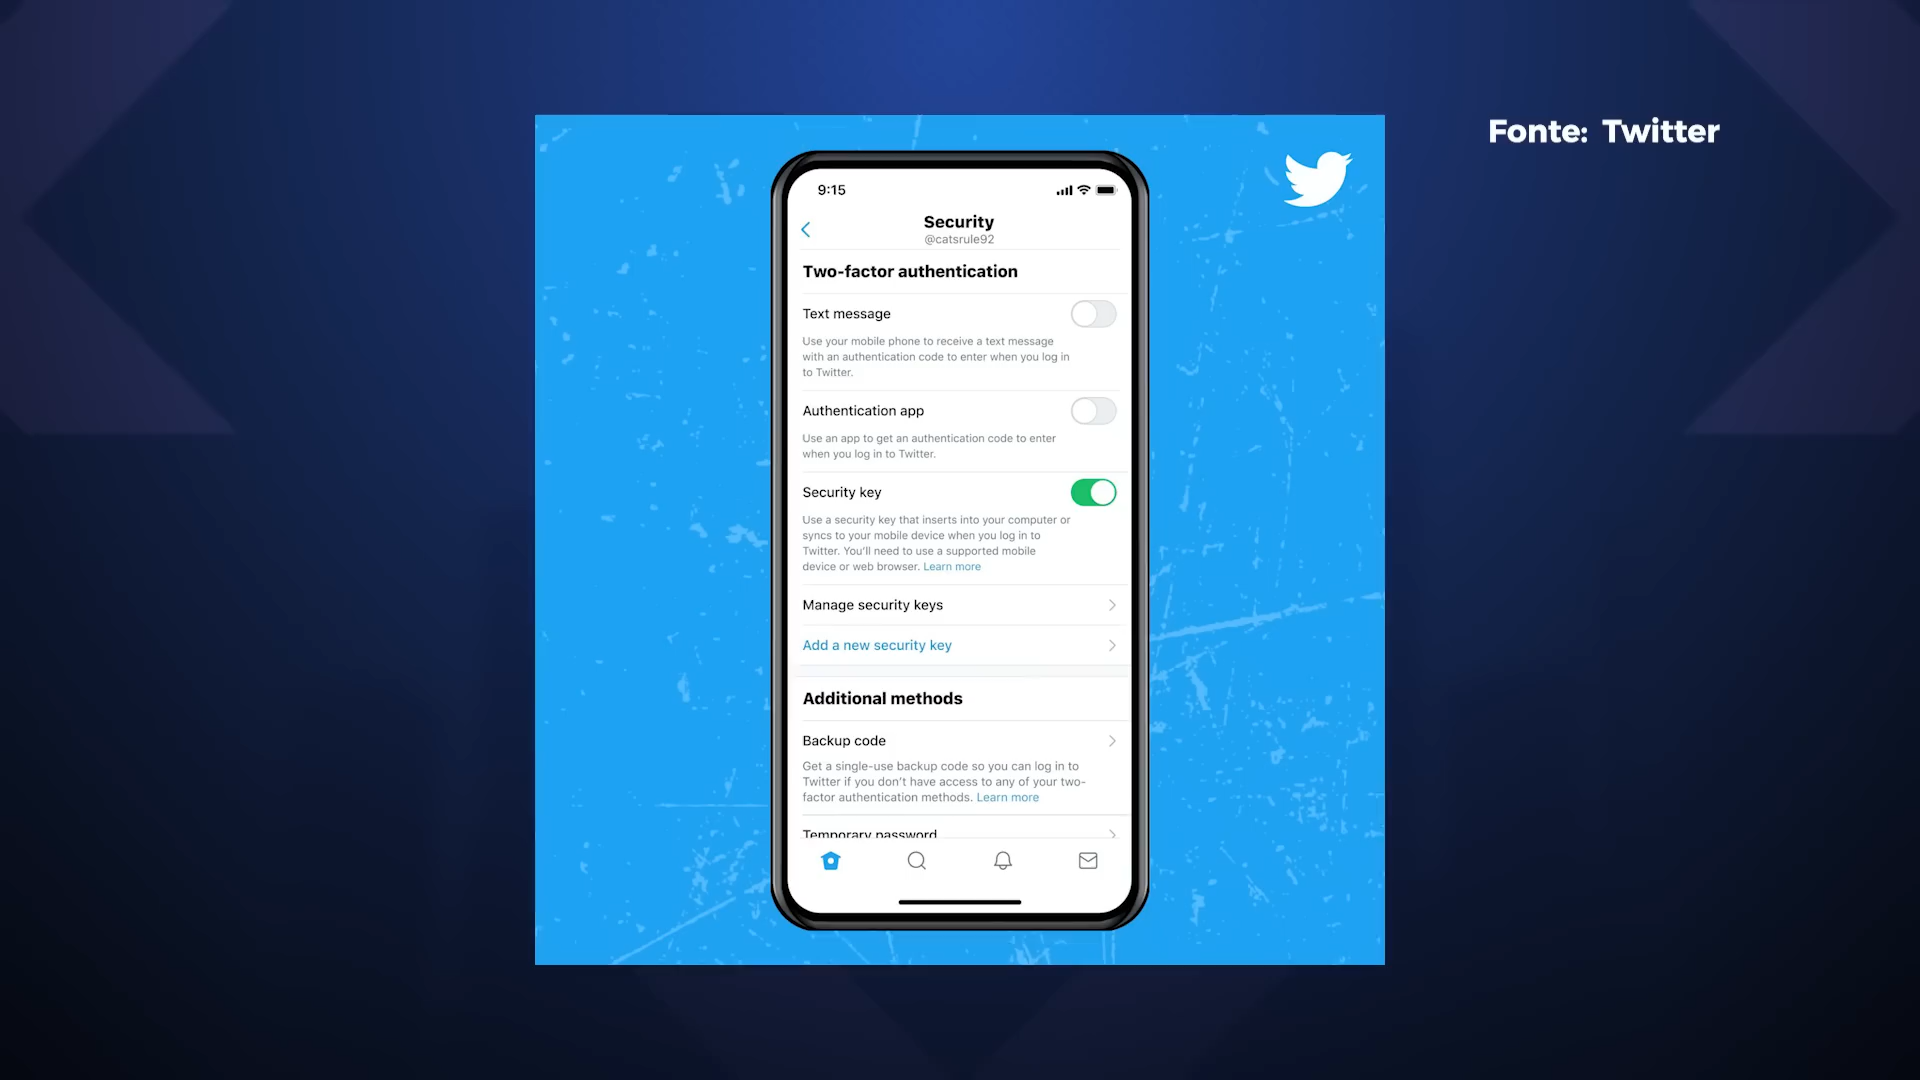 Fonte: Twitter
9:15
Security
@catsrule92
Two-factor authentication
Text message
Use your mobile phone to receive a text message
with an authentication code to enter when you log in
to Twitter.
Authentication app
Use an app to get an authentication code to enter
when you log in to Twitter.
Security key
Use a security key that inserts into your computer or
syncs to your mobile device when you log in to
Twitter. You'll need to use a supported mobile
device or web browser. Learn more
Manage security keys
Add a new security key
Additional methods
Backup code
Get a single-use backup code so you can log in to
Twitter if you don't have access to any of your two-
factor authentication methods. Learn more
Temporary password